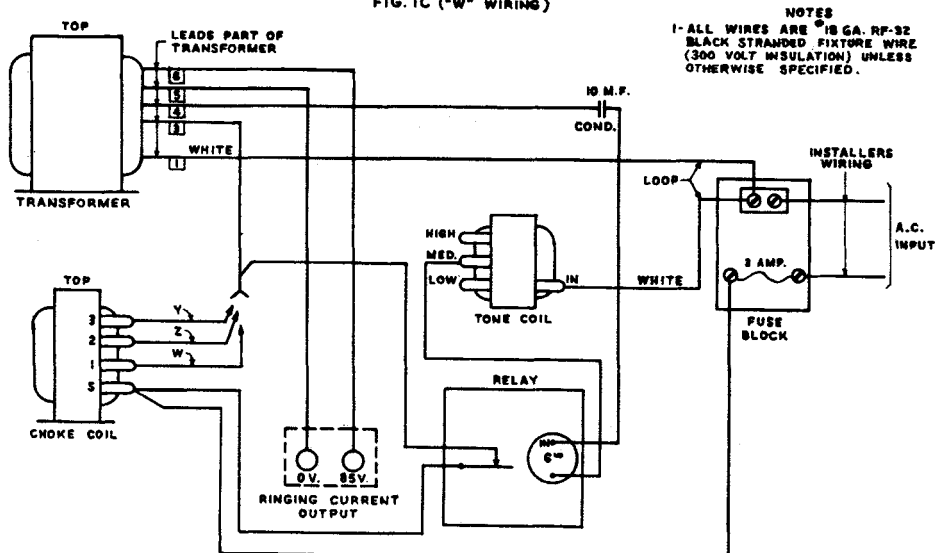 FIG. 1C ("W" WIRING)
NOTES
1-ALL WIRES ARE #18 GA. RF-32
BLACK STRANDED FIXTURE WIRE
(300 VOLT INSULATION) UNLESS
OTHERWISE SPECIFIED.
TOP
LEADS PART OF
TRANSFORMER
6
5
4
3
WHITE
1
TRANSFORMER
10 M.F.
COND.
LOOP
INSTALLERS
WIRING
A.C.
INPUT
HIGH
MED.
LOW
IN
WHITE
TONE COIL
3 AMP.
FUSE
BLOCK
TOP
3
Y
2
Z
1
W
S
CHOKE COIL
RELAY
IN
6
0V.
85V.
RINGING CURRENT
OUTPUT